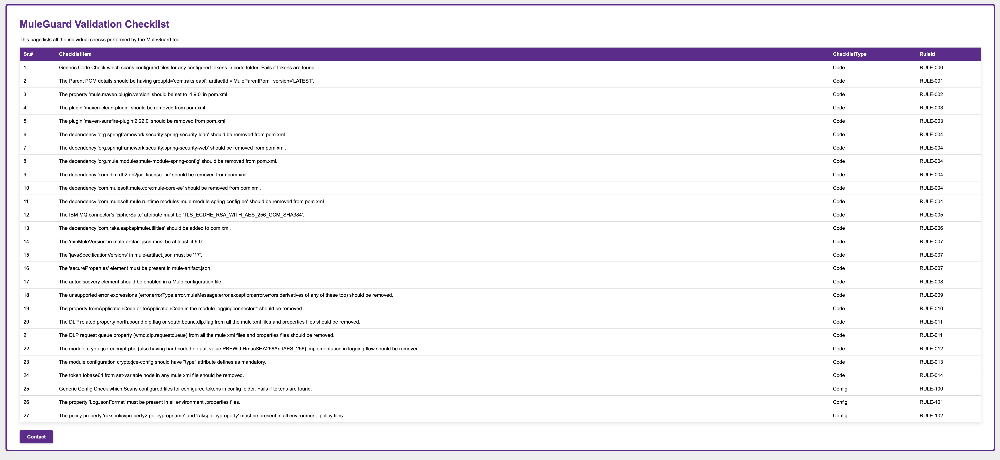 MuleGuard Validation Checklist
This page lists all the individual checks performed by the MuleGuard tool.
Sr.# ChecklistItem ChecklistType RuleId
1 Generic Code Check which scans configured files for any configured tokens in code folder; Fails if tokens are found. Code RULE-000
2 The Parent POM details should be having groupId='com.raks.eapi'; artifactId ='MuleParentPom'; version='LATEST'. Code RULE-001
3 The property 'mule.maven.plugin.version' should be set to '4.9.0' in pom.xml. Code RULE-002
4 The plugin 'maven-clean-plugin' should be removed from pom.xml. Code RULE-003
5 The plugin 'maven-surefire-plugin:2.22.0' should be removed from pom.xml. Code RULE-003
6 The dependency 'org.springframework.security:spring-security-ldap' should be removed from pom.xml. Code RULE-004
7 The dependency 'org.springframework.security:spring-security-web' should be removed from pom.xml. Code RULE-004
8 The dependency 'org.mule.modules:mule-module-spring-config' should be removed from pom.xml. Code RULE-004
9 The dependency 'com.ibm.db2:db2jcc_license_cu' should be removed from pom.xml. Code RULE-004
10 The dependency 'com.mulesoft.mule.core:mule-core-ee' should be removed from pom.xml. Code RULE-004
11 The dependency 'com.mulesoft.mule.runtime.modules:mule-module-spring-config-ee' should be removed from pom.xml. Code RULE-004
12 The IBM MQ connector's 'cipherSuite' attribute must be 'TLS_ECDHE_RSA_WITH_AES_256_GCM_SHA384'. Code RULE-005
13 The dependency 'com.raks.eapi:apimuleutilities' should be added to pom.xml. Code RULE-006
14 The 'minMuleVersion' in mule-artifact.json must be at least '4.9.0'. Code RULE-007
15 The 'javaSpecificationVersions' in mule-artifact.json must be '17'. Code RULE-007
16 The 'secureProperties' element must be present in mule-artifact.json. Code RULE-007
17 The autodiscovery element should be enabled in a Mule configuration file. Code RULE-008
18 The unsupported error expressions (error.errorType;error.muleMessage;error.exception;error.errors;derivatives of any of these too) should be removed. Code RULE-009
19 The property fromApplicationCode or toApplicationCode in the module-loggingconnector:* should be removed. Code RULE-010
20 The DLP related property north.bound.dlp.flag or south.bound.dlp.flag from all the mule xml files and properties files should be removed. Code RULE-011
21 The DLP request queue property (wmq.dlp.requestqueue) from all the mule xml files and properties files should be removed. Code RULE-011
22 The module crypto:jce-encrypt-pbe (also having hard coded default value PBEWithHmacSHA256AndAES_256) implementation in logging flow should be removed. Code RULE-012
23 The module configuration crypto:jce-config should have "type" attribute defines as mandatory. Code RULE-013
24 The token tobase64 from set-variable node in any mule xml file should be removed. Code RULE-014
25 Generic Config Check which Scans configured files for configured tokens in config folder. Fails if tokens are found. Config RULE-100
26 The property 'LogJsonFormat' must be present in all environment .properties files. Config RULE-101
27 The policy property 'rakspolicyproperty2.policypropname' and 'rakspolicyproperty' must be present in all environment .policy files. Config RULE-102
Contact